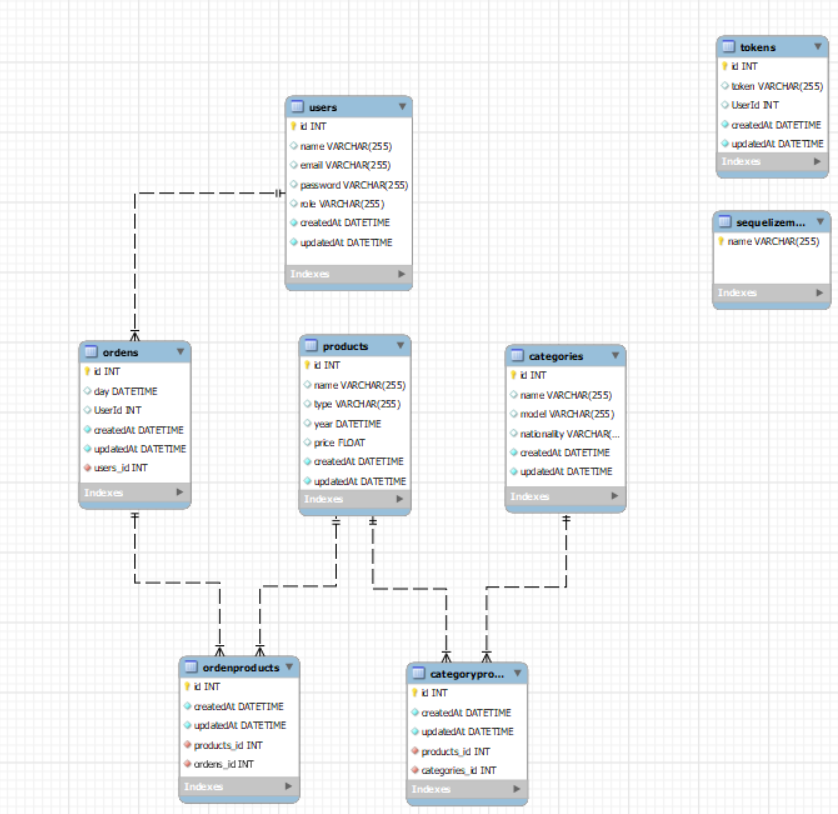 tokens
id INT
token VARCHAR(255)
UserId INT
createdAt DATETIME
updatedAt DATETIME
Indexes
users
id INT
name VARCHAR(255)
email VARCHAR(255)
password VARCHAR(255)
role VARCHAR(255)
createdAt DATETIME
updatedAt DATETIME
Indexes
sequelizem...
name VARCHAR(255)
Indexes
ordens
id INT
day DATETIME
UserId INT
createdAt DATETIME
updatedAt DATETIME
users_id INT
Indexes
products
id INT
name VARCHAR(255)
type VARCHAR(255)
year DATETIME
price FLOAT
createdAt DATETIME
updatedAt DATETIME
Indexes
categories
id INT
name VARCHAR(255)
model VARCHAR(255)
nationality VARCHAR(...
createdAt DATETIME
updatedAt DATETIME
Indexes
ordenproducts
id INT
createdAt DATETIME
updatedAt DATETIME
products_id INT
ordens_id INT
Indexes
categorypro...
id INT
createdAt DATETIME
updatedAt DATETIME
products_id INT
categories_id INT
Indexes